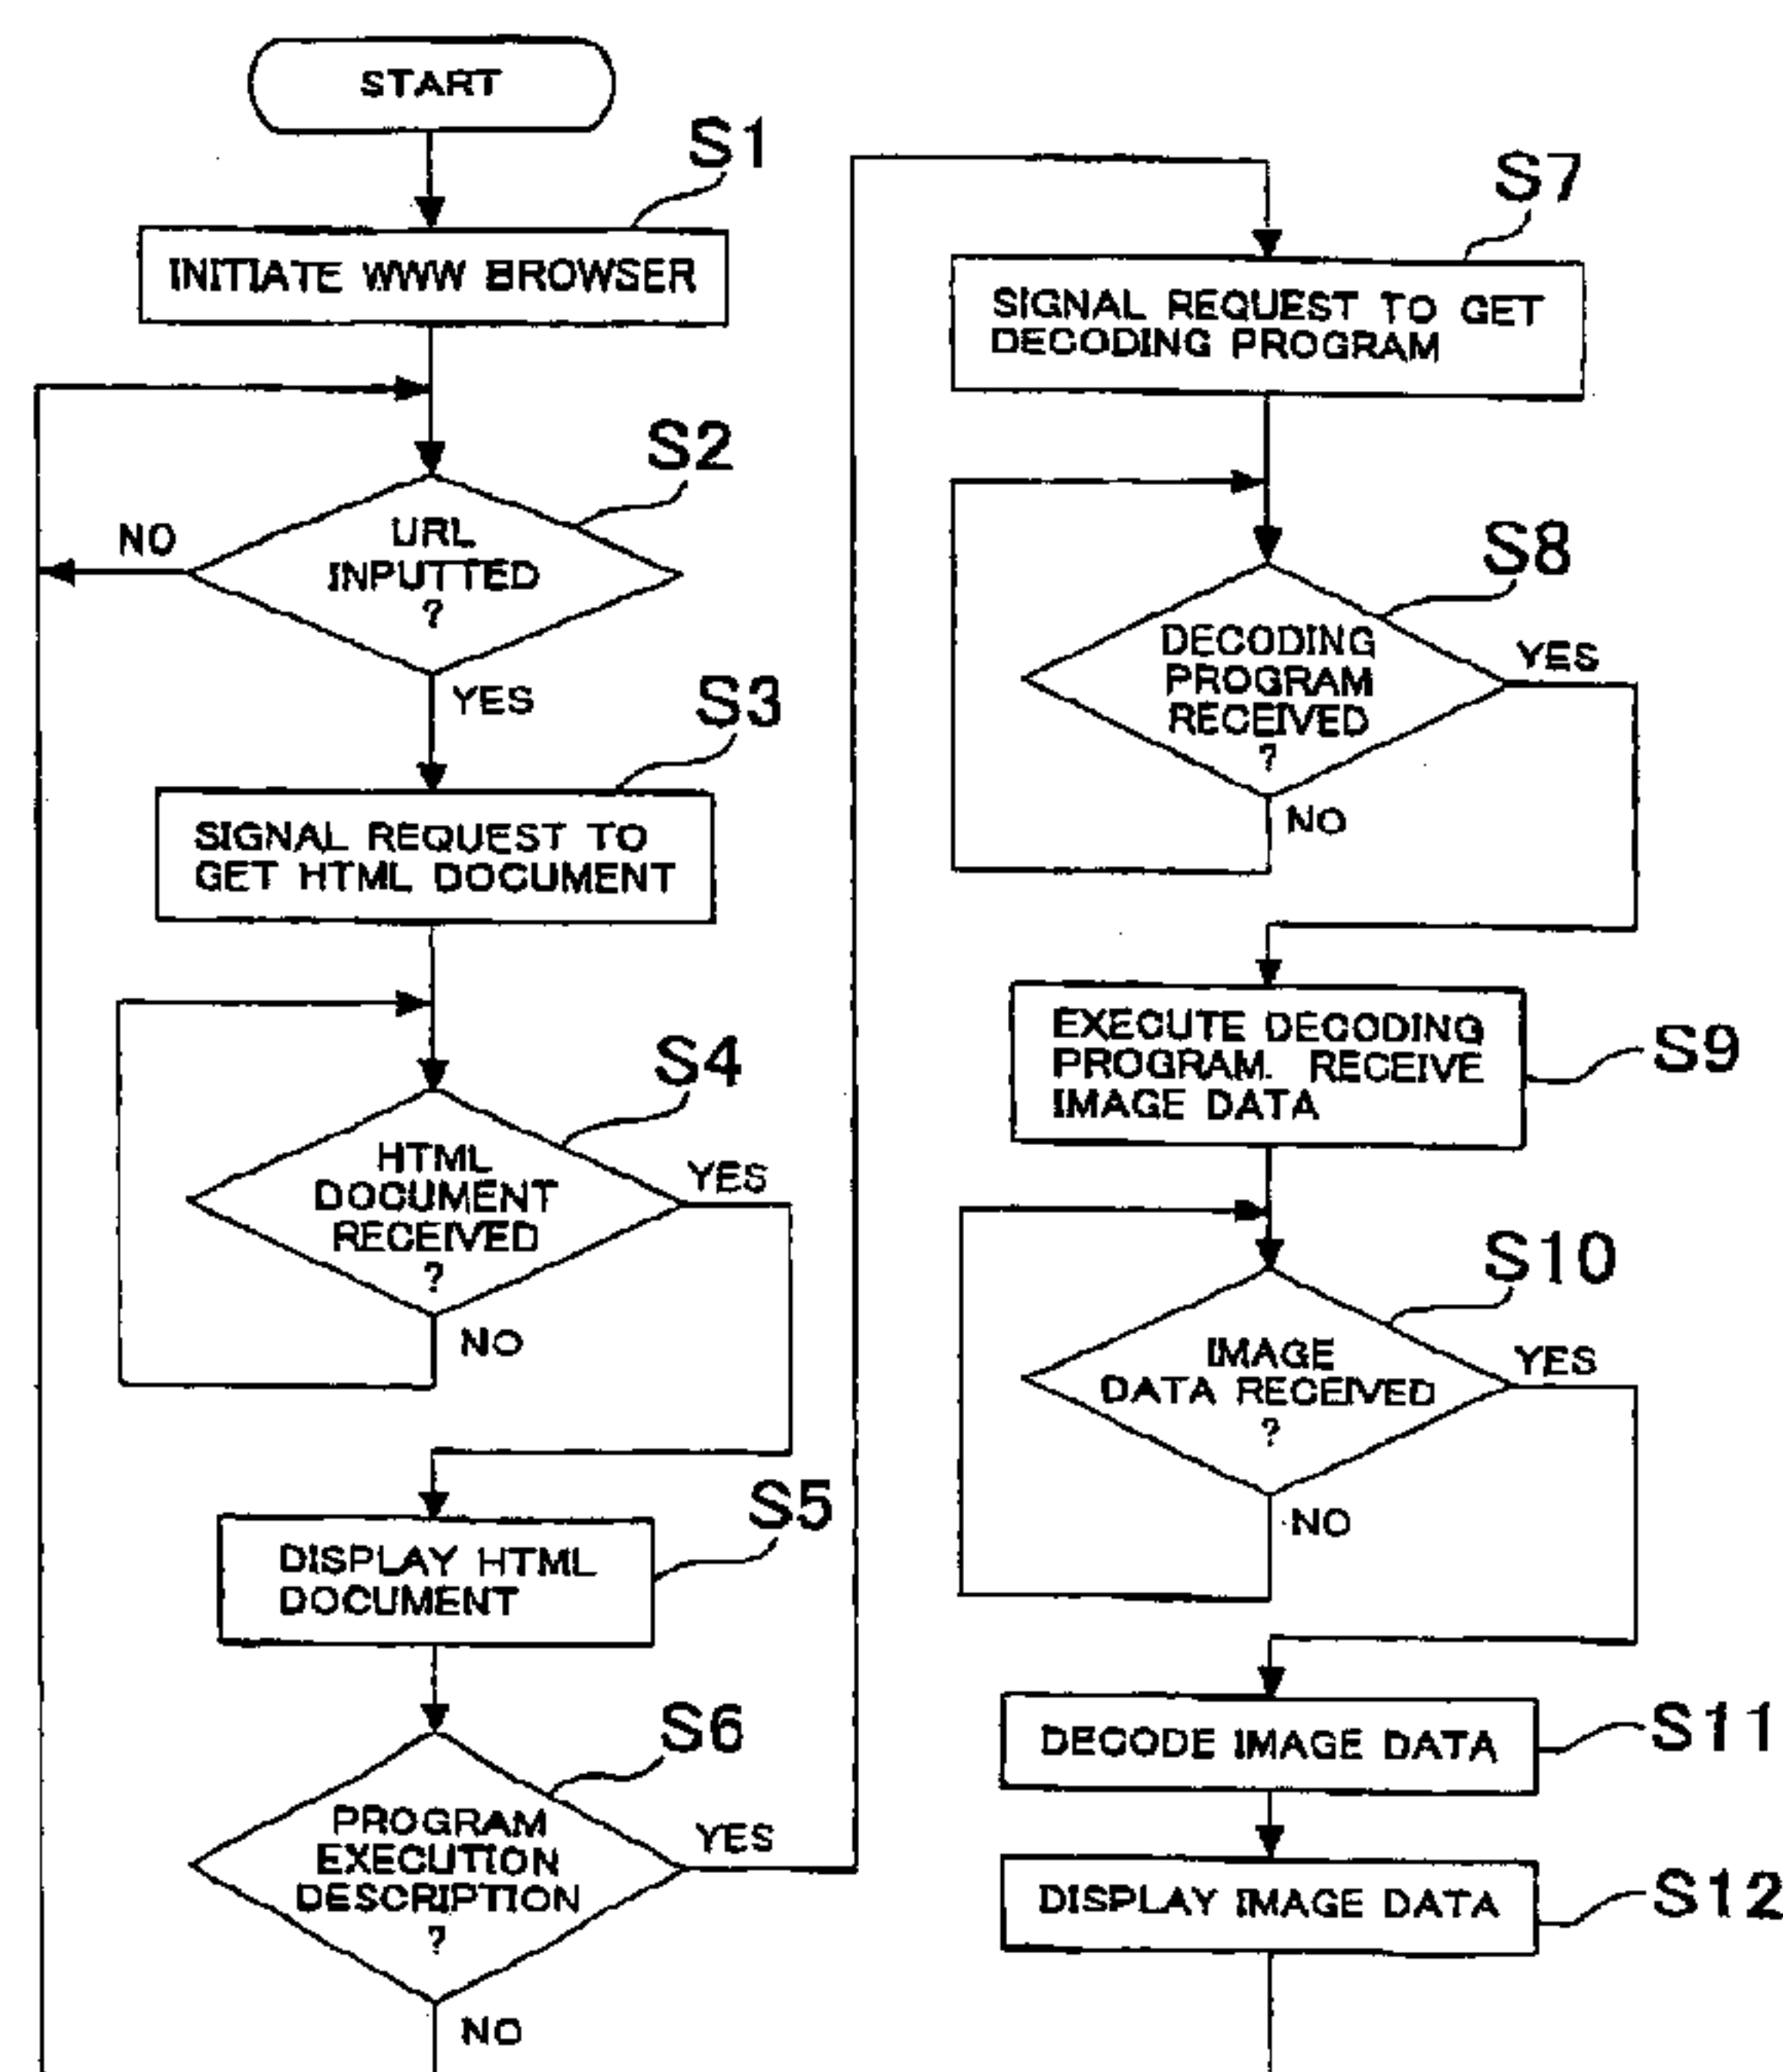 START
S1
INITIATE WWW BROWSER
S2
URL
INPUTTED
?
NO
YES
S3
SIGNAL REQUEST TO
GET HTML DOCUMENT
S4
HTML
DOCUMENT
RECEIVED
?
YES
NO
S5
DISPLAY HTML
DOCUMENT
S6
PROGRAM
EXECUTION
DESCRIPTION
?
YES
NO
S7
SIGNAL REQUEST TO GET
DECODING PROGRAM
S8
DECODING
PROGRAM
RECEIVED
?
YES
NO
S9
EXECUTE DECODING
PROGRAM. RECEIVE
IMAGE DATA
S10
IMAGE
DATA RECEIVED
?
YES
NO
DECODE IMAGE DATA
S11
DISPLAY IMAGE DATA
S12